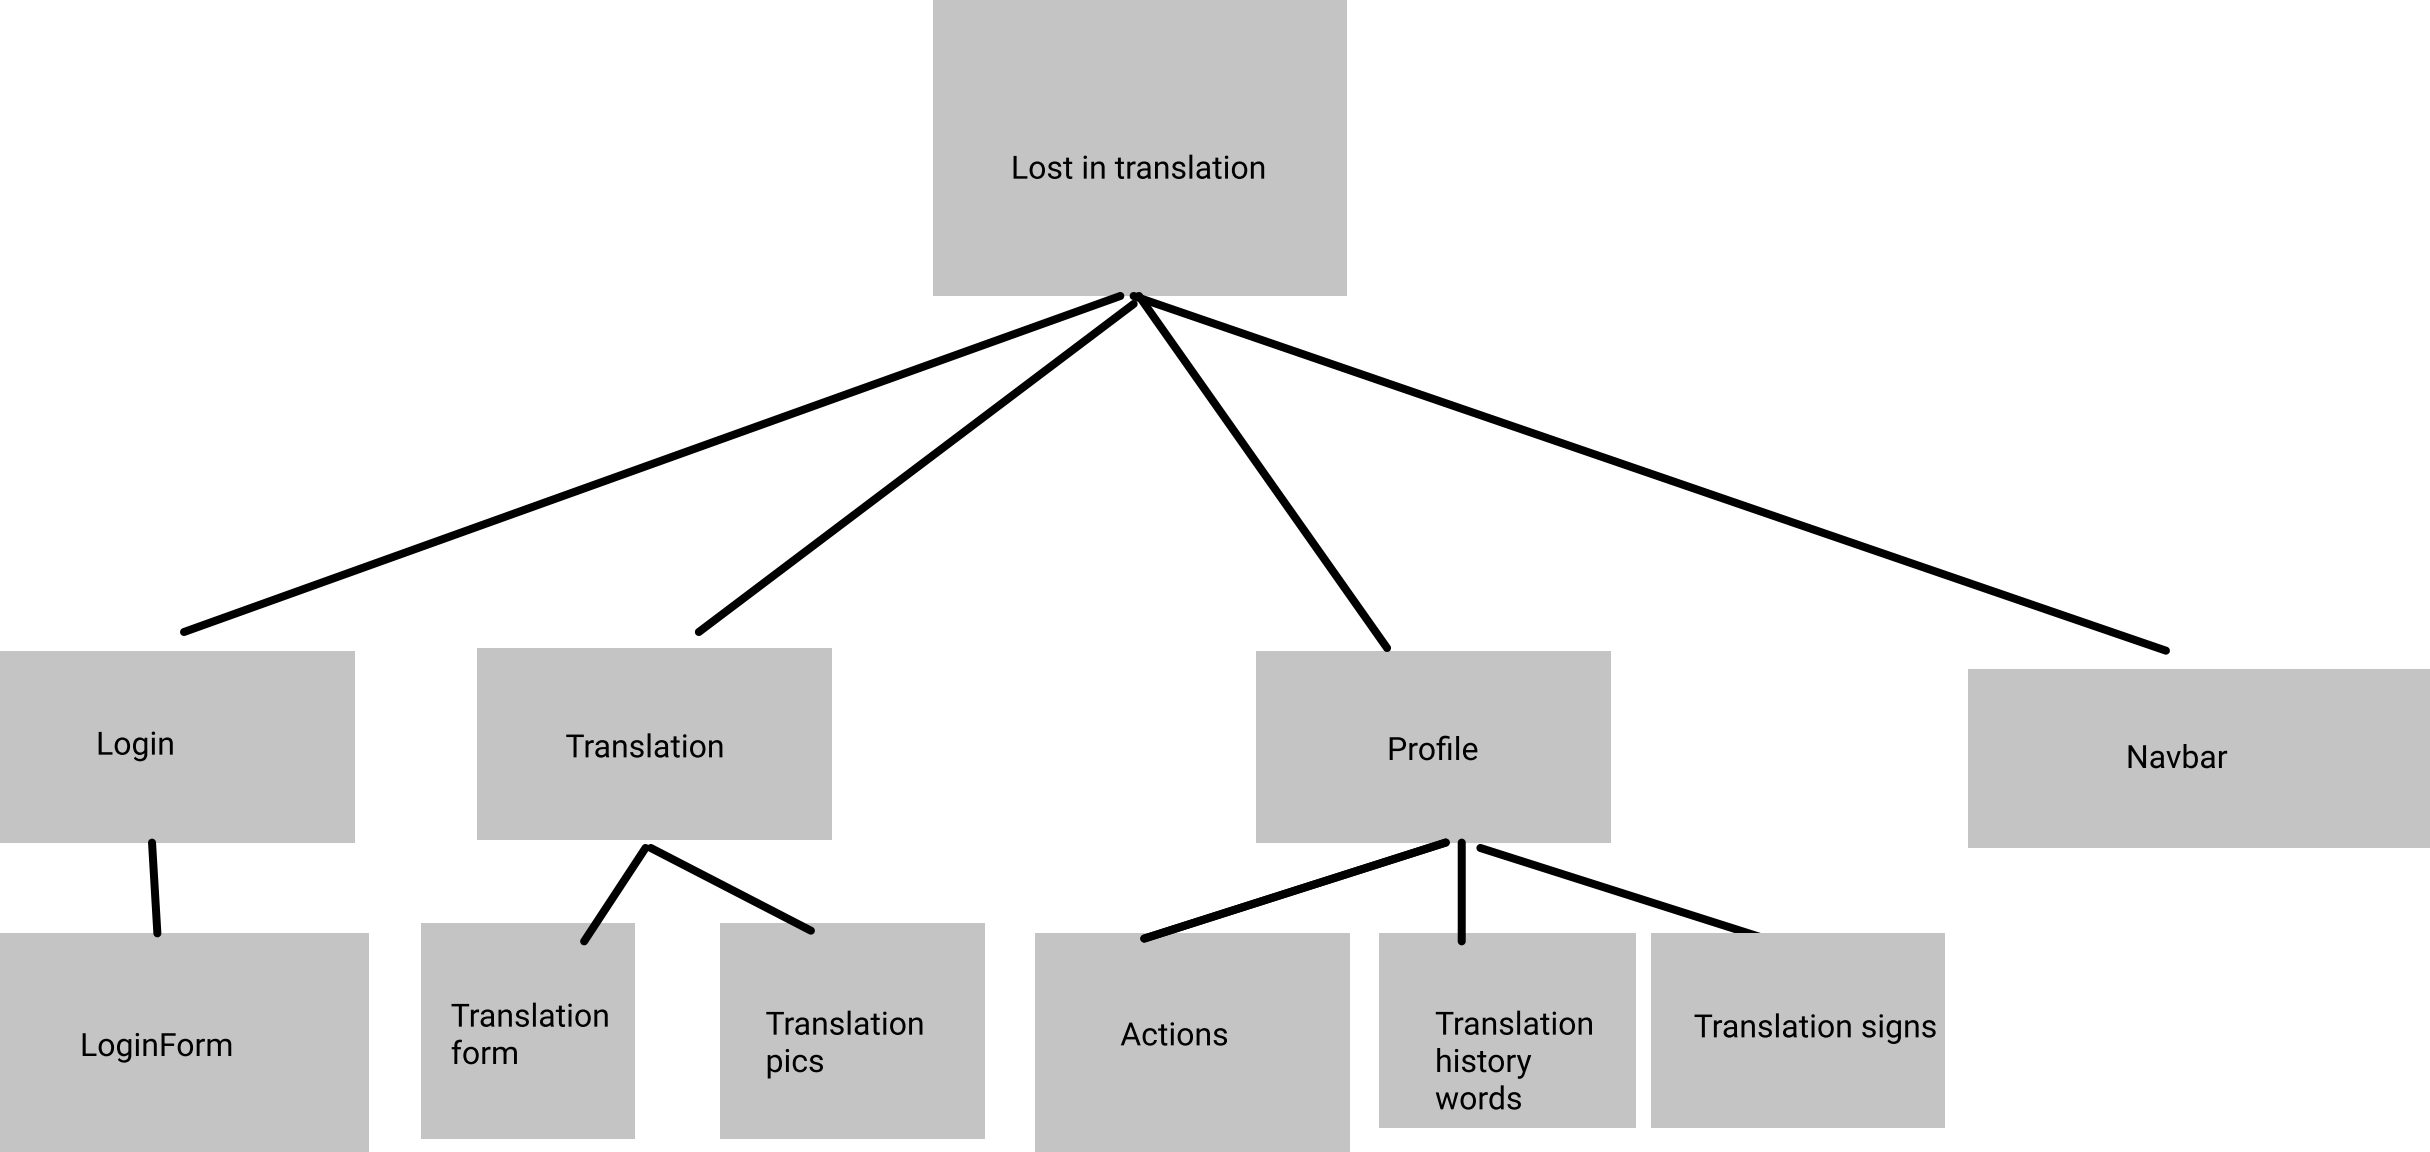 Lost in translation
Login
Translation
Profile
Navbar
LoginForm
Translation
form
Translation
pics
Actions
Translation
history
words
Translation signs